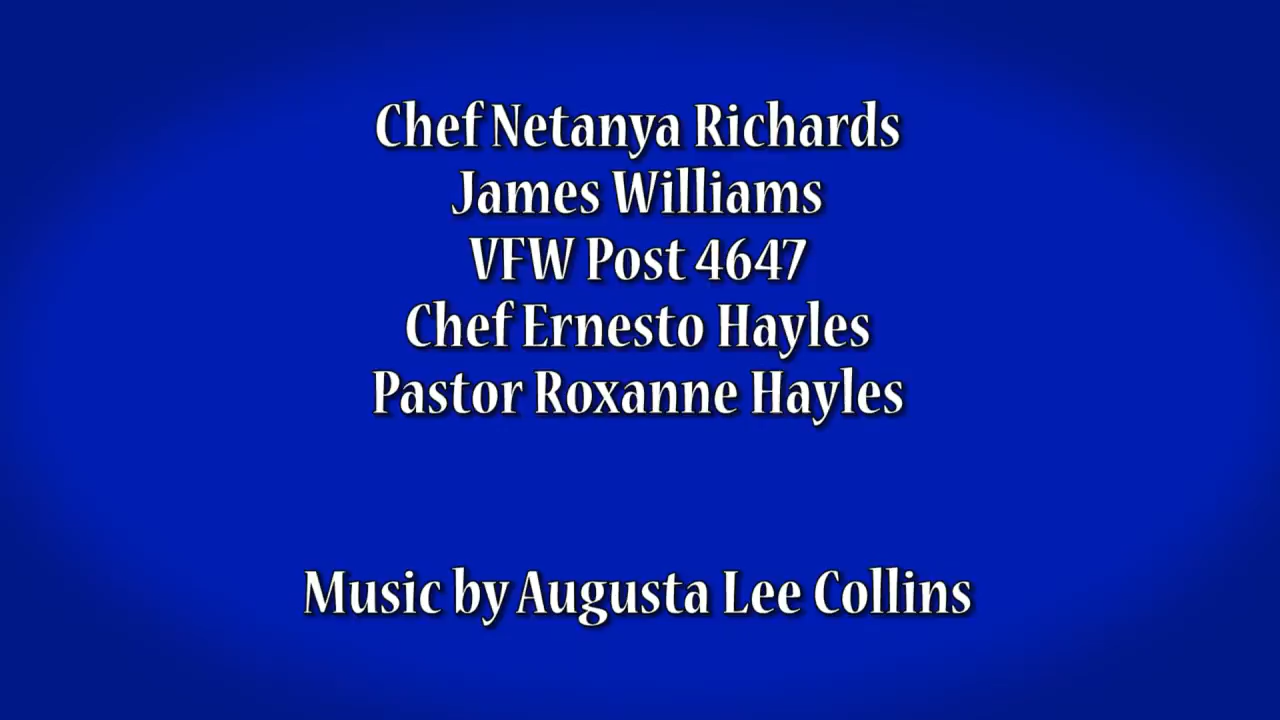 Chef Netanya Richards
James Williams
VFW Post 4647
Chef Ernesto Hayles
Pastor Roxanne Hayles
Music by Augusta Lee Collins